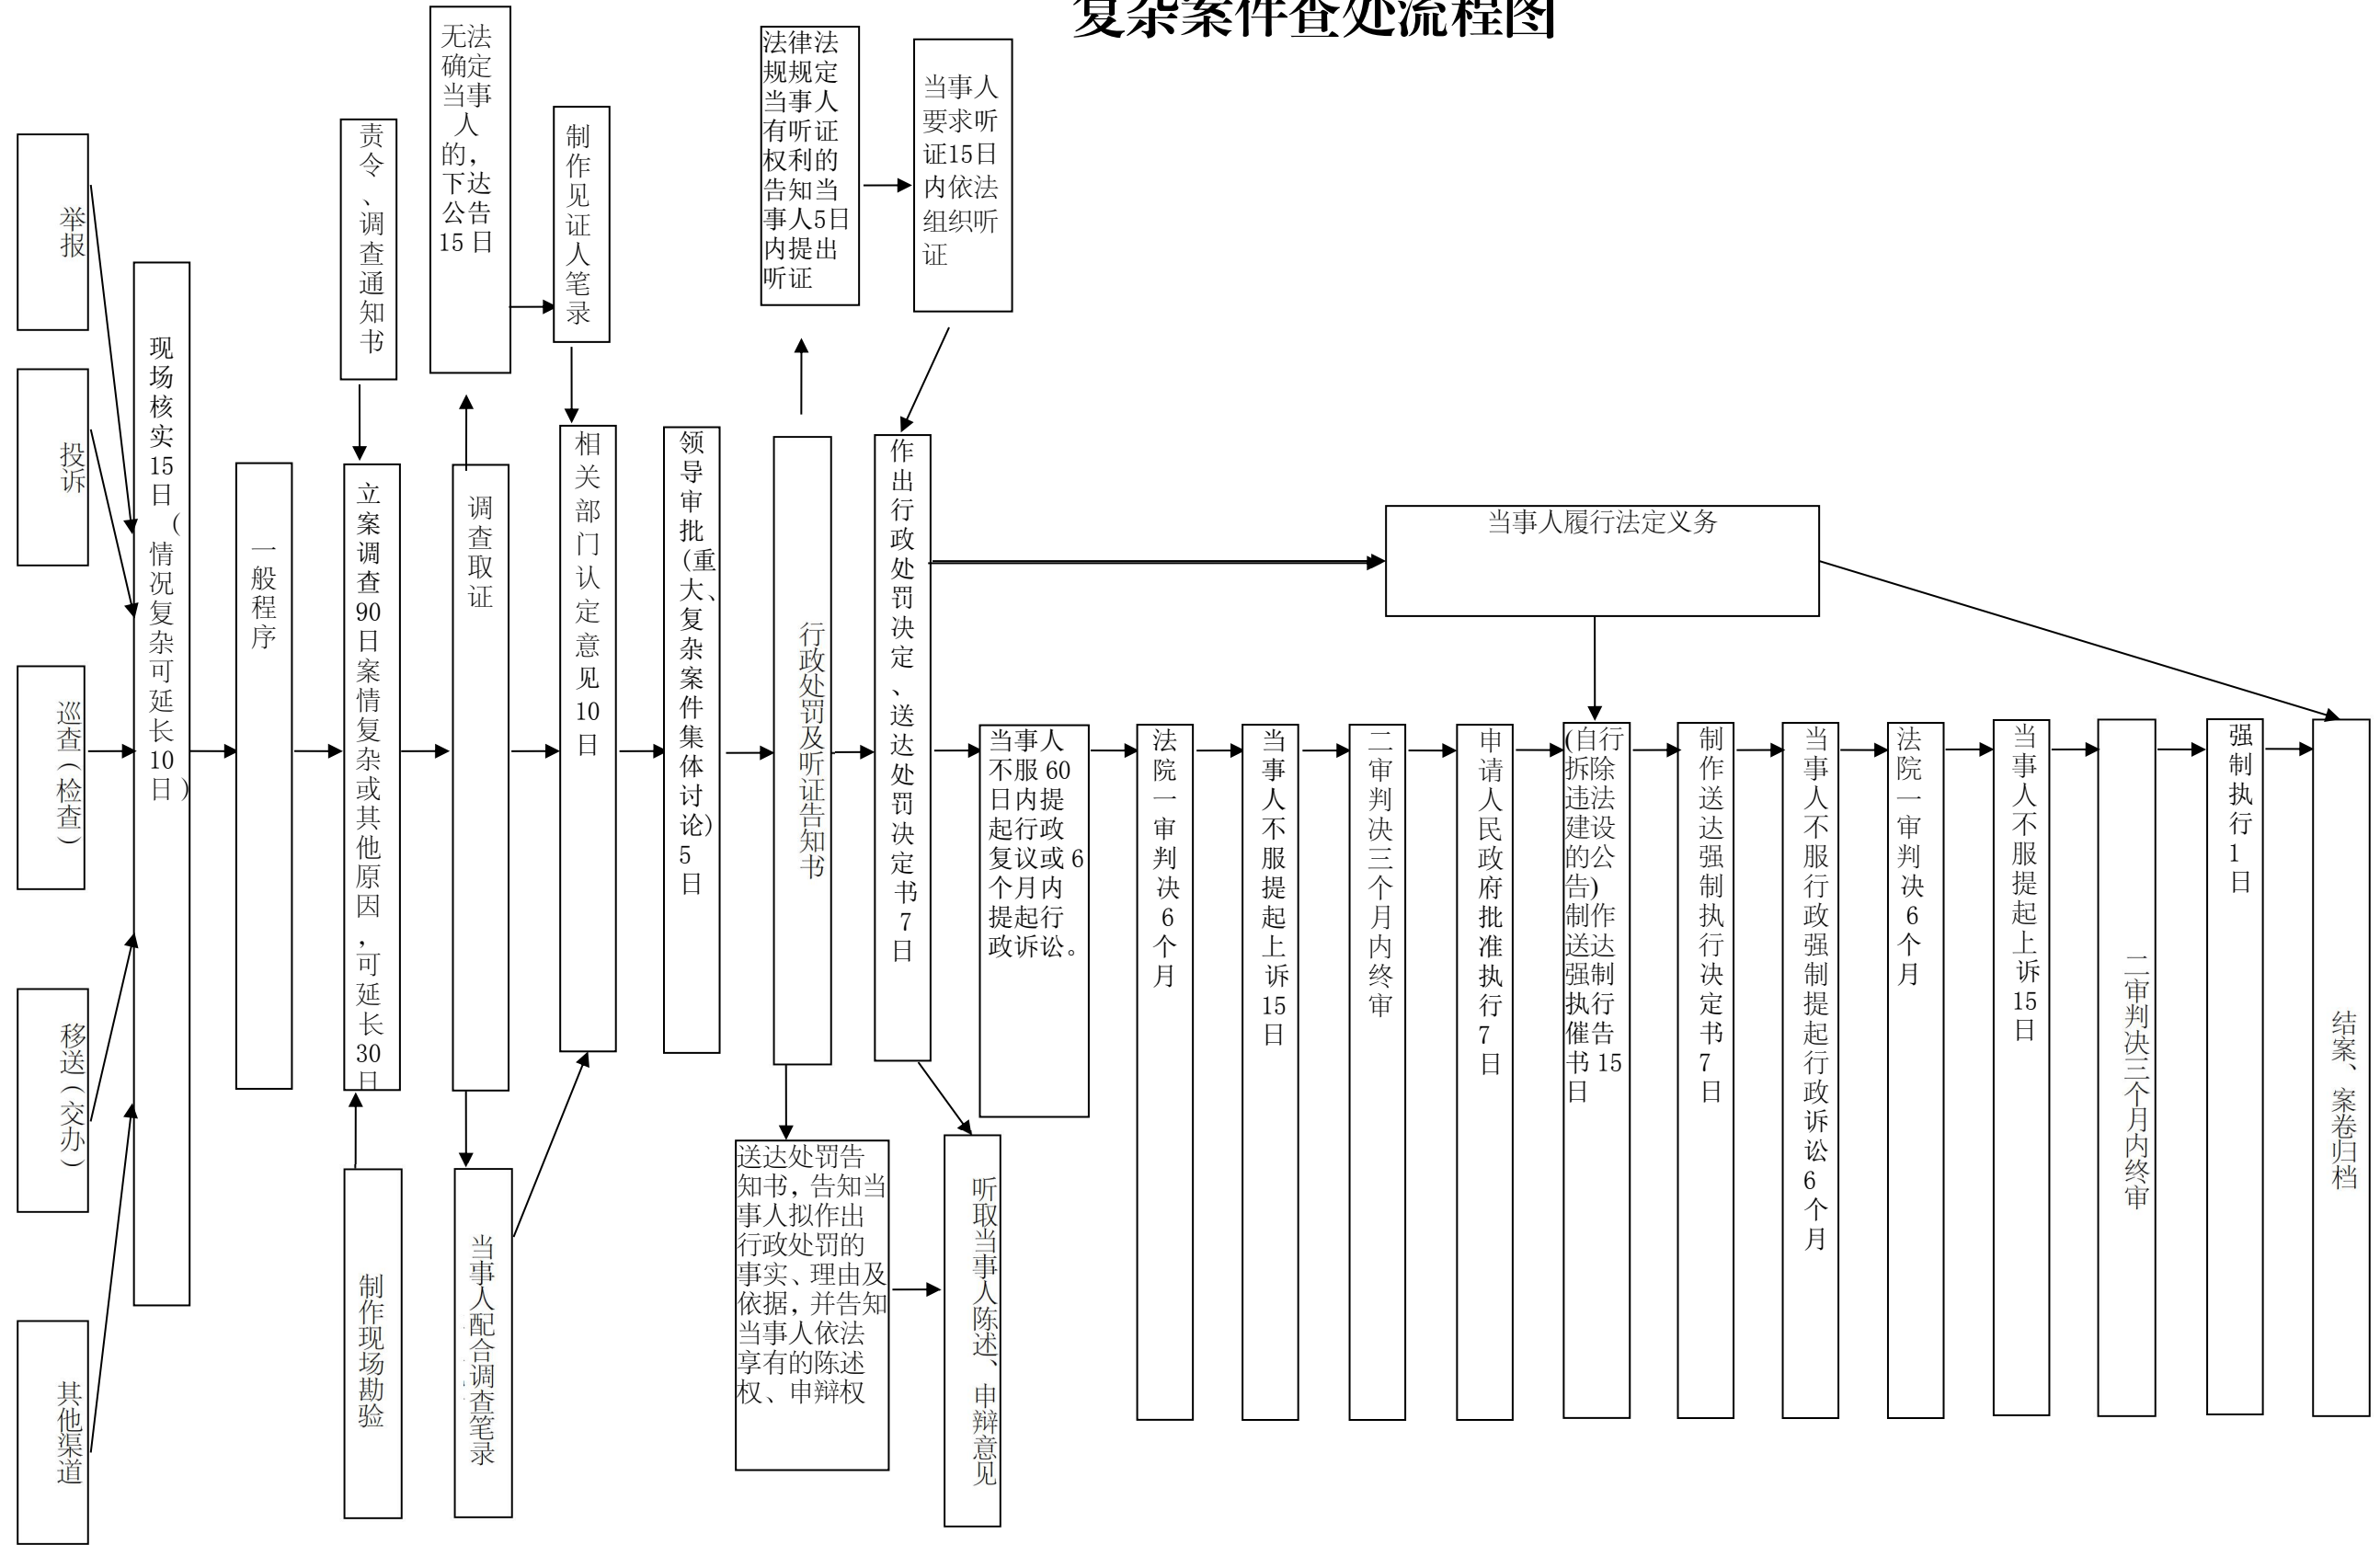 复杂案件查处流程图
举报
投诉
巡查（检查）
移送（交办）
其他渠道
现场核实15日（情况复杂可延长10日）
一般程序
责令、调查通知书
立案调查90日案情复杂或其他原因，可延长30日
制作现场勘验
无法
确定
当事
人
的，
下达
公告
15日
制作见证人笔录
调查取证
当事人配合调查笔录
相关部门认定意见10日
领导审批（重大、复杂案件集体讨论）5日
法律法
规规定
当事人
有听证
权利的
告知当
事人5日
内提出
听证
当事人
要求听
证15日
内依法
组织听
证
行政处罚及听证告知书
送达处罚告
知书，告知当
事人拟作出
行政处罚的
事实、理由及
依据，并告知
当事人依法
享有的陈述
权、申辩权
听取当事人陈述、申辩意见
作出行政处罚决定、送达处罚决定书7日
当事人履行法定义务
当事人
不服60
日内提
起行政
复议或6
个月内
提起行
政诉讼。
法院一审判决6个月
当事人不服提起上诉15日
二审判决三个月内终审
申请人民政府批准执行7日
(自行
拆除
违法
建设
的公
告)
制作
送达
强制
执行
催告
书15
日
制作送达强制执行决定书7日
当事人不服行政强制提起行政诉讼6个月
法院一审判决6个月
当事人不服提起上诉15日
二审判决三个月内终审
强制执行1日
结案、案卷归档